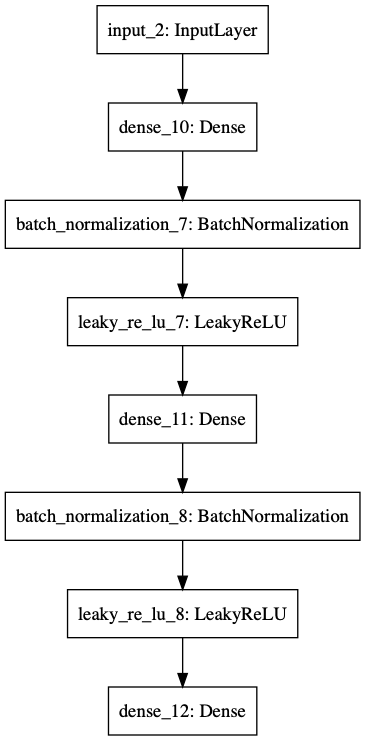 input_2: InputLayer
dense_10: Dense
batch_normalization_7: BatchNormalization
leaky_re_lu_7: LeakyReLU
dense_11: Dense
batch_normalization_8: BatchNormalization
leaky_re_lu_8: LeakyReLU
dense_12: Dense